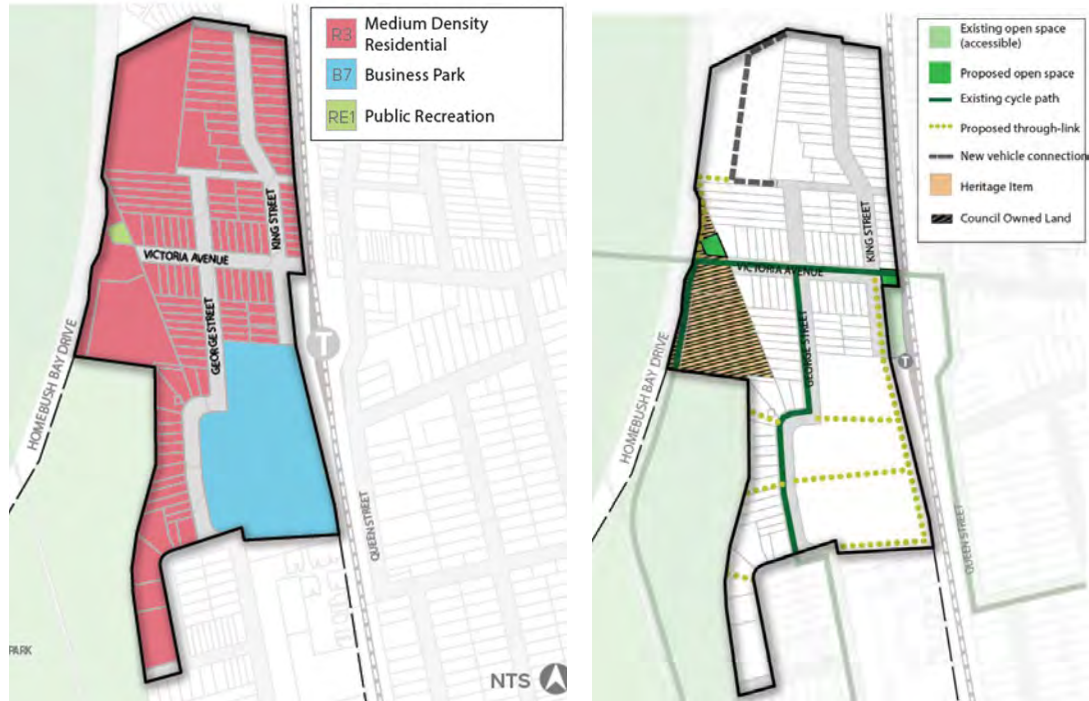 R3 Medium Density
Residential
B7 Business Park
RE1 Public Recreation
KING STREET
VICTORIA AVENUE
GEORGE STREET
HOMEBUSH BAY DRIVE
T
QUEEN STREET
PARK
NTS
Existing open space
(accessible)
Proposed open space
Existing cycle path
Proposed through-link
New vehicle connection
Heritage Item
Council Owned Land
KING STREET
VICTORIA AVENUE
GEORGE STREET
HOMEBUSH BAY DRIVE
T
QUEEN STREET